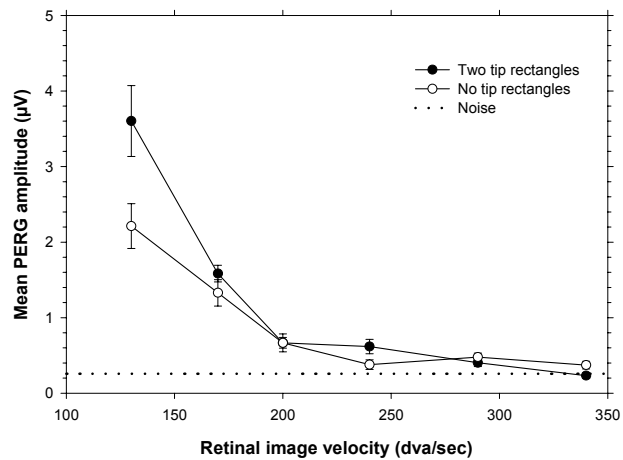 5
4
3
2
1
0
Mean PERG amplitude (µV)
Two tip rectangles
No tip rectangles
Noise
100 150 200 250 300 350
Retinal image velocity (dva/sec)